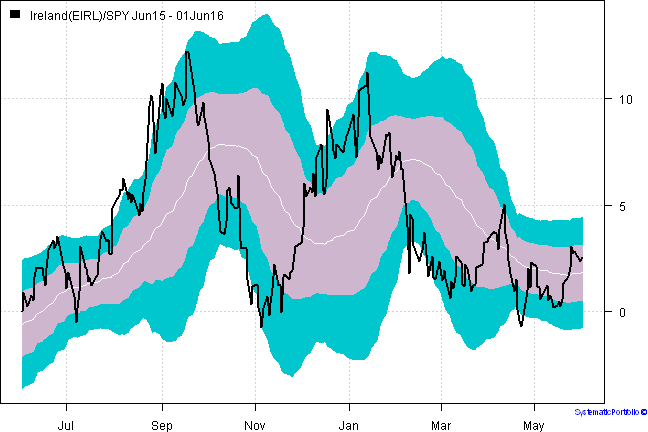 Ireland(EIRL)/SPY Jun15 - 01Jun16
10
5
0
Jul Sep Nov Jan Mar May
SystematicPortfolio ©